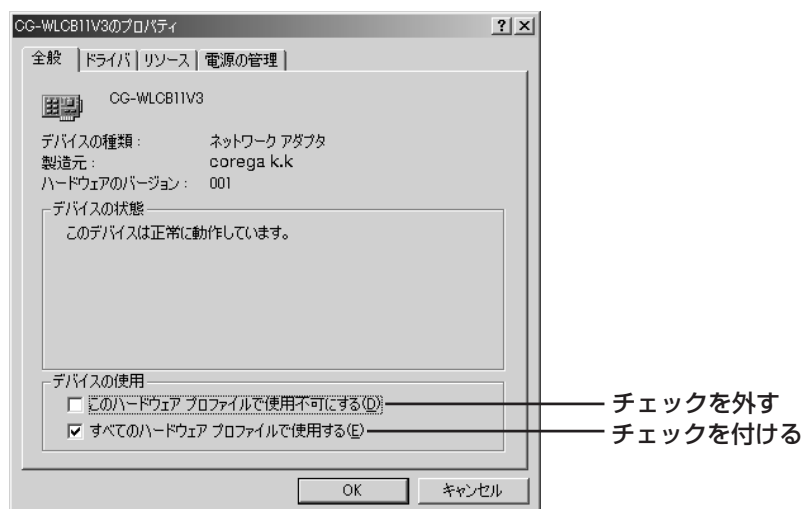 CG-WLCB11V3のプロパティ
全般 ドライバ リソース 電源の管理
CG-WLCB11V3
デバイスの種類： ネットワーク アダプタ
製造元： corega k.k
ハードウェアのバージョン： 001
デバイスの状態
このデバイスは正常に動作しています。
デバイスの使用
このハードウェア プロファイルで使用不可にする(D)
チェックを外す
すべてのハードウェア プロファイルで使用する(E)
チェックを付ける
OK キャンセル